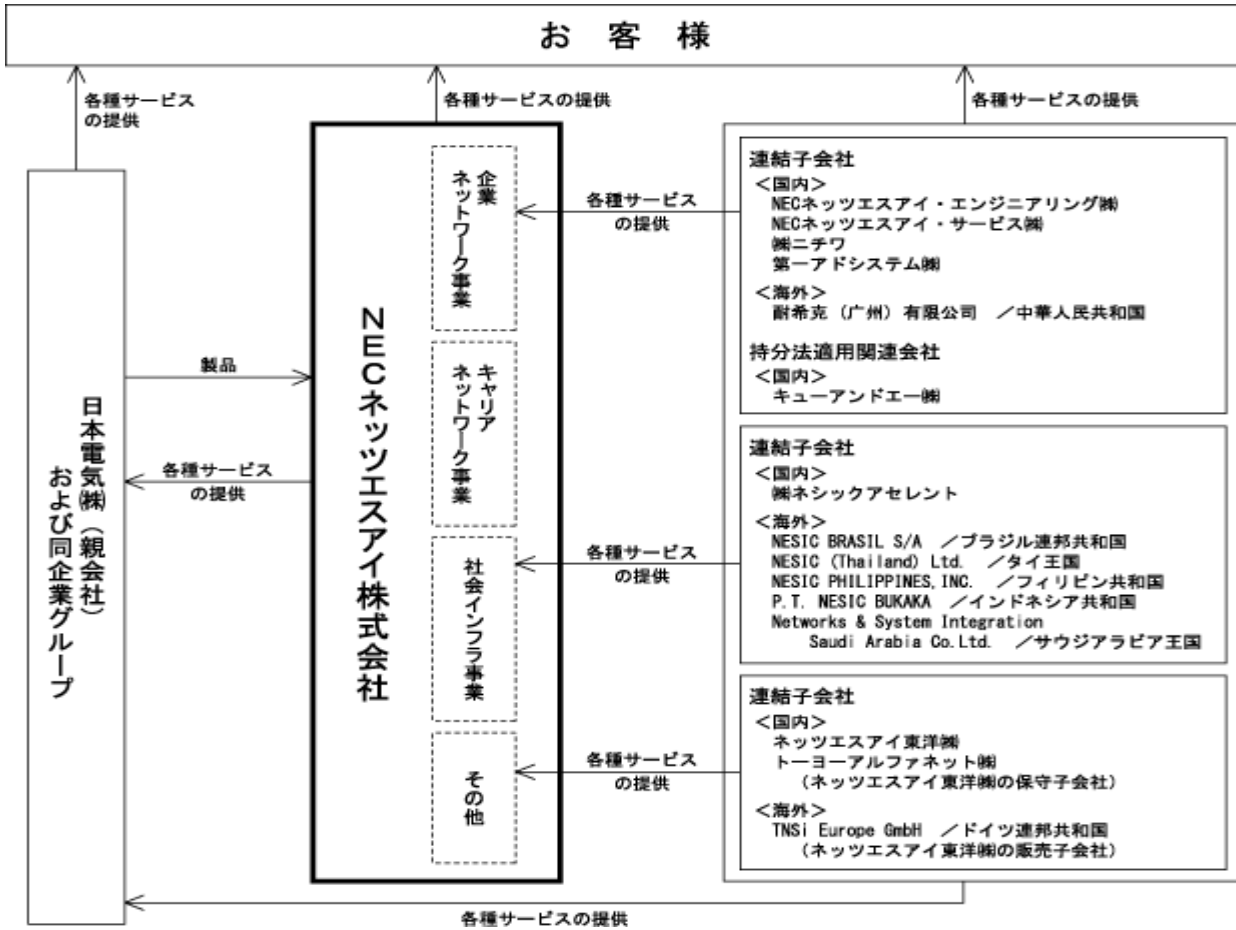 お客様
各種サービス
の提供
各種サービスの提供
各種サービスの提供
日本電気㈱（親会社）
および同企業グループ
製品
各種サービス
の提供
NECネッツエスアイ株式会社
企業
ネットワーク事業
キャリア
ネットワーク事業
社会インフラ事業
その他
各種サービス
の提供
各種サービス
の提供
各種サービス
の提供
連結子会社
＜国内＞
NECネッツエスアイ・エンジニアリング㈱
NECネッツエスアイ・サービス㈱
㈱ニチワ
第一アドシステム㈱
＜海外＞
耐希克（广州）有限公司 ／中華人民共和国
持分法適用関連会社
＜国内＞
キューアンドエー㈱
連結子会社
＜国内＞
㈱ネシックアセレント
＜海外＞
NESIC BRASIL S/A ／ブラジル連邦共和国
NESIC (Thailand) Ltd. ／タイ王国
NESIC PHILIPPINES, INC. ／フィリピン共和国
P.T. NESIC BUKAKA ／インドネシア共和国
Networks & System Integration
Saudi Arabia Co.Ltd. ／サウジアラビア王国
連結子会社
＜国内＞
ネッツエスアイ東洋㈱
トーヨーアルファネット㈱
（ネッツエスアイ東洋㈱の保守子会社）
＜海外＞
TNSi Europe GmbH ／ドイツ連邦共和国
（ネッツエスアイ東洋㈱の販売子会社）
各種サービスの提供